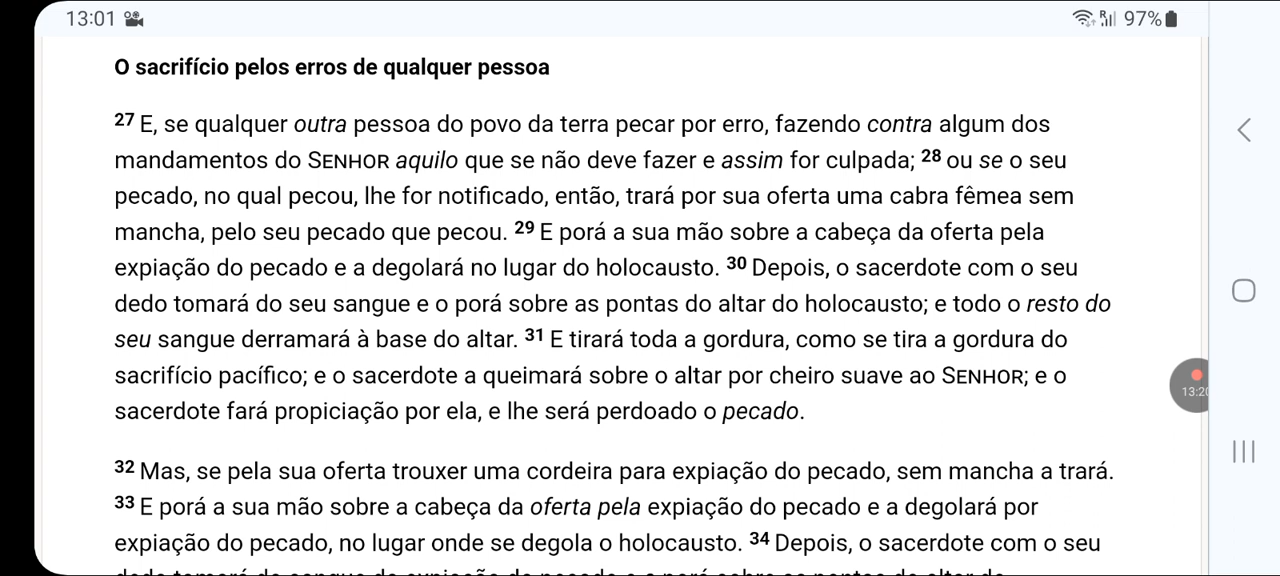 13:01
97%
O sacrifício pelos erros de qualquer pessoa
27 E, se qualquer outra pessoa do povo da terra pecar por erro, fazendo contra algum dos
mandamentos do SENHOR aquilo que se não deve fazer e assim for culpada; 28 ou se o seu
pecado, no qual pecou, lhe for notificado, então, trará por sua oferta uma cabra fêmea sem
mancha, pelo seu pecado que pecou. 29 E porá a sua mão sobre a cabeça da oferta pela
expiação do pecado e a degolará no lugar do holocausto. 30 Depois, o sacerdote com o seu
dedo tomará do seu sangue e o porá sobre as pontas do altar do holocausto; e todo o resto do
seu sangue derramará à base do altar. 31 E tirará toda a gordura, como se tira a gordura do
sacrifício pacífico; e o sacerdote a queimará sobre o altar por cheiro suave ao SENHOR; e o
sacerdote fará propiciação por ela, e lhe será perdoado o pecado.
13:20
32 Mas, se pela sua oferta trouxer uma cordeira para expiação do pecado, sem mancha a trará.
33 E porá a sua mão sobre a cabeça da oferta pela expiação do pecado e a degolará por
expiação do pecado, no lugar onde se degola o holocausto. 34 Depois, o sacerdote com o seu